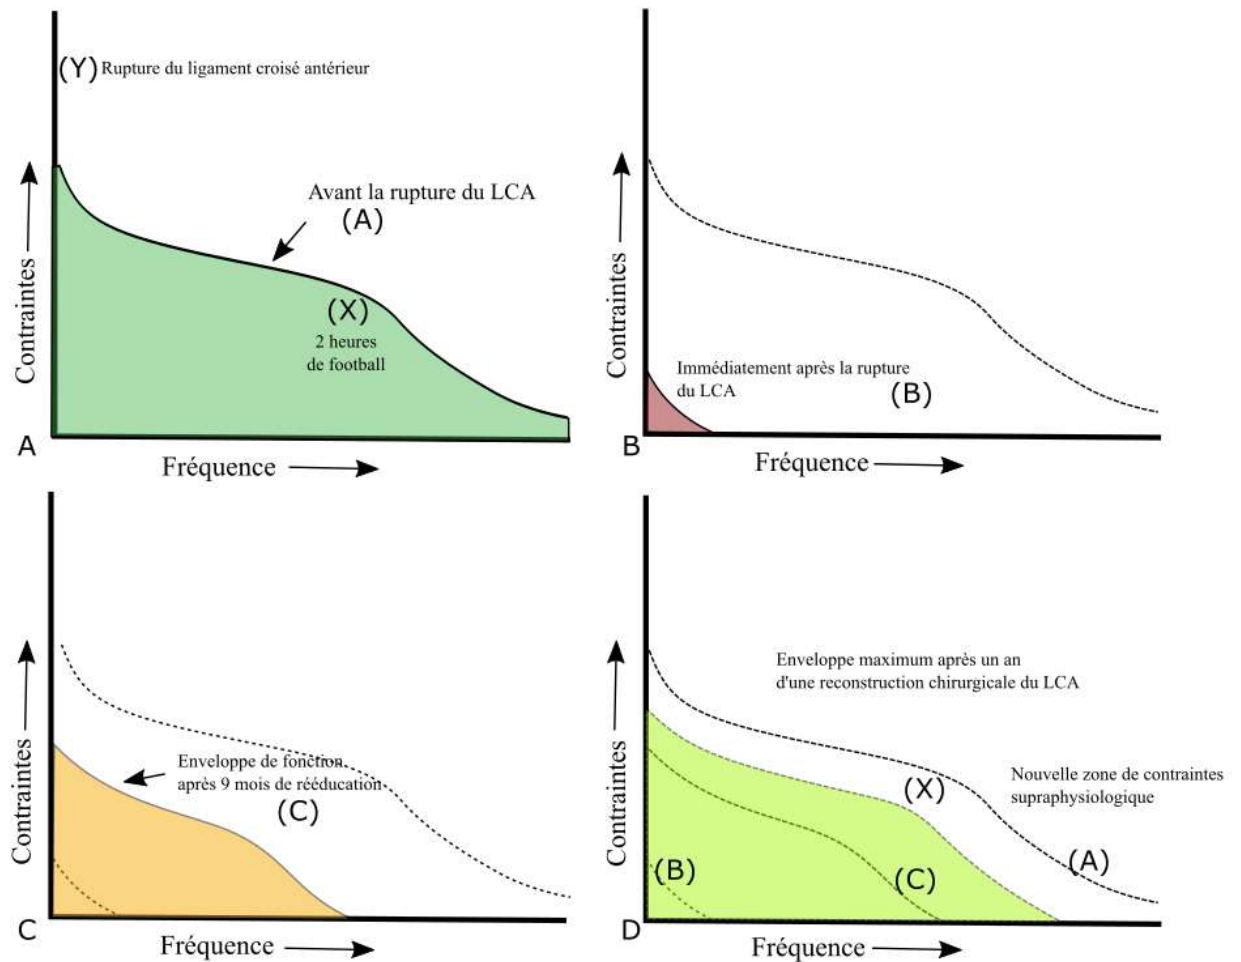 (Y) Rupture du ligament croisé antérieur
Avant la rupture du LCA
(A)
(X)
2 heures
de football
Contraintes
A
Fréquence
Immédiatement après la rupture
du LCA
(B)
Contraintes
B
Fréquence
Enveloppe de fonction
après 9 mois de rééducation
(C)
Contraintes
C
Fréquence
Enveloppe maximum après un an
d'une reconstruction chirurgicale du LCA
Nouvelle zone de contraintes
supraphysiologique
(X)
(A)
(B)
(C)
Contraintes
D
Fréquence